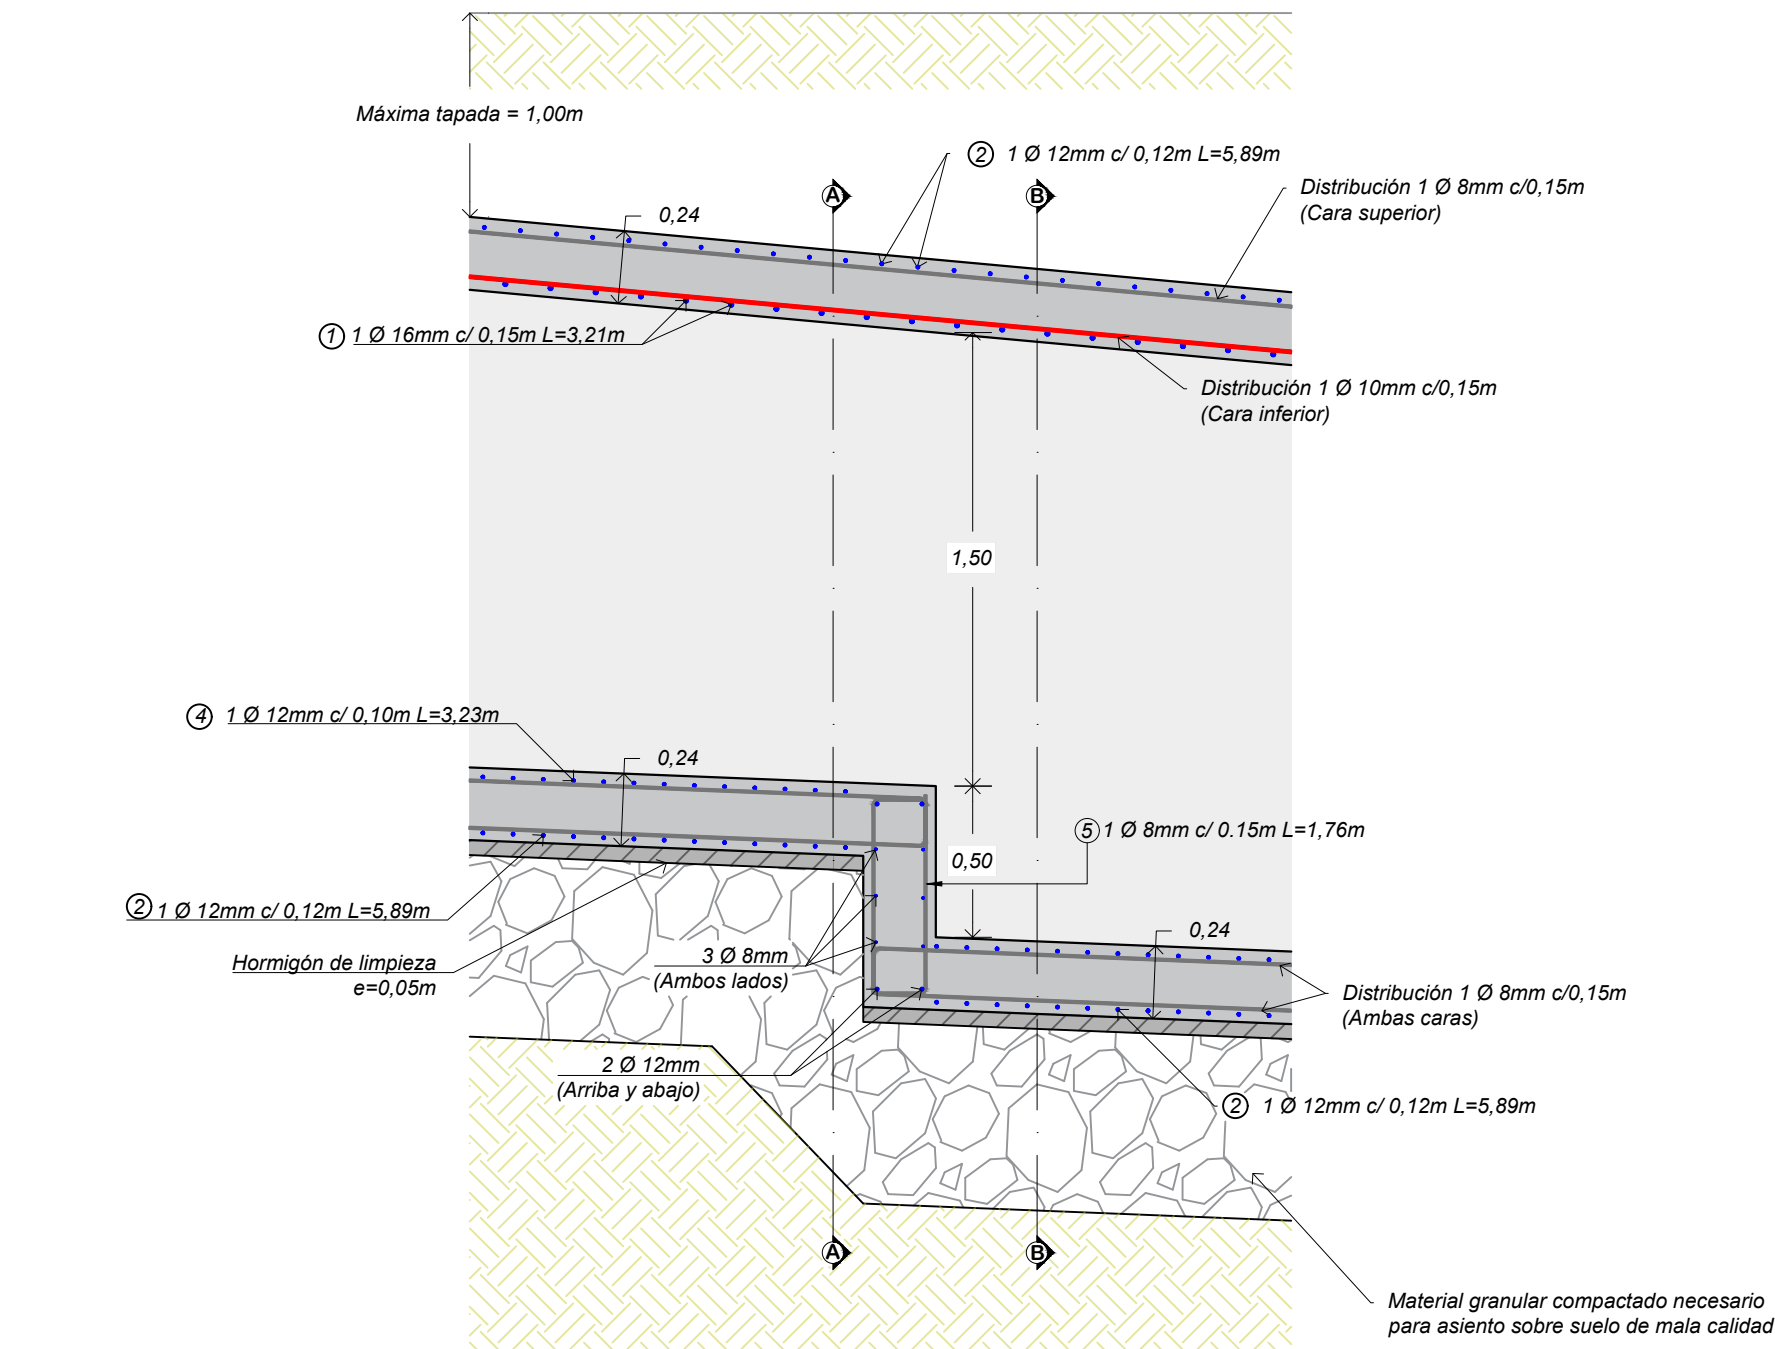 Máxima tapada = 1,00m
2 1 Ø 12mm c/ 0,12m L=5,89m
Distribución 1 Ø 8mm c/0,15m
(Cara superior)
A
B
0,24
1 1 Ø 16mm c/ 0,15m L=3,21m
Distribución 1 Ø 10mm c/0,15m
(Cara inferior)
1,50
4 1 Ø 12mm c/ 0,10m L=3,23m
0,24
5 1 Ø 8mm c/ 0.15m L=1,76m
0,50
2 1 Ø 12mm c/ 0,12m L=5,89m
0,24
Hormigón de limpieza
e=0,05m
3 Ø 8mm
(Ambos lados)
Distribución 1 Ø 8mm c/0,15m
(Ambas caras)
2 Ø 12mm
(Arriba y abajo)
2 1 Ø 12mm c/ 0,12m L=5,89m
A
B
Material granular compactado necesario
para asiento sobre suelo de mala calidad